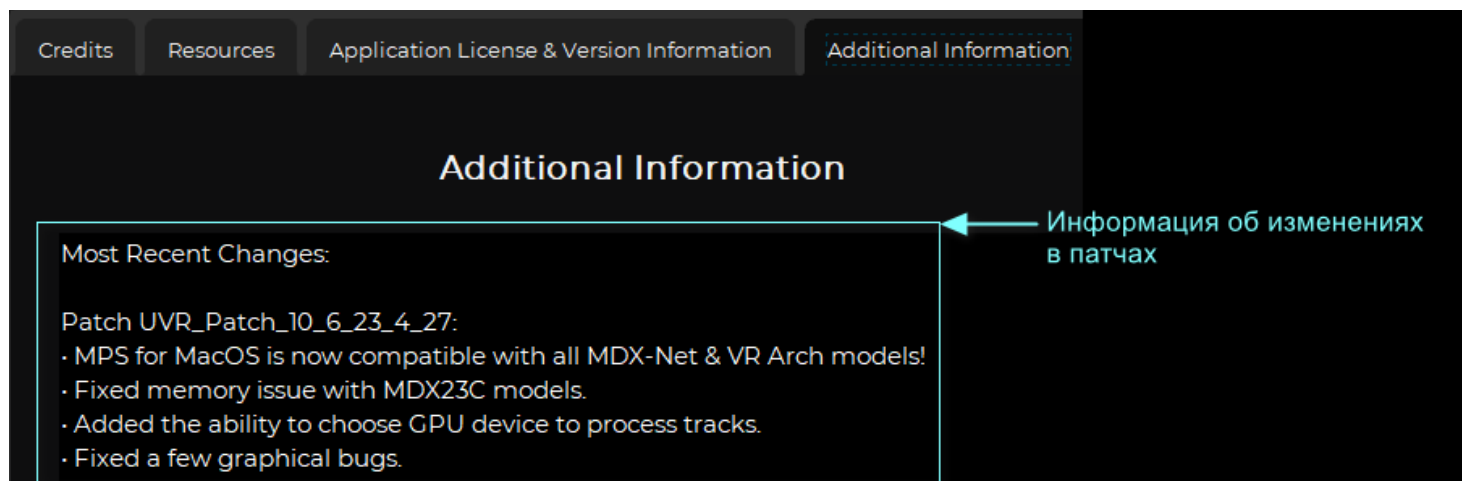 Credits
Resources
Application License & Version Information
Additional Information
Additional Information
Информация об изменениях
в патчах
Most Recent Changes:
Patch UVR_Patch_10_6_23_4_27:
• MPS for MacOS is now compatible with all MDX-Net & VR Arch models!
• Fixed memory issue with MDX23C models.
• Added the ability to choose GPU device to process tracks.
• Fixed a few graphical bugs.